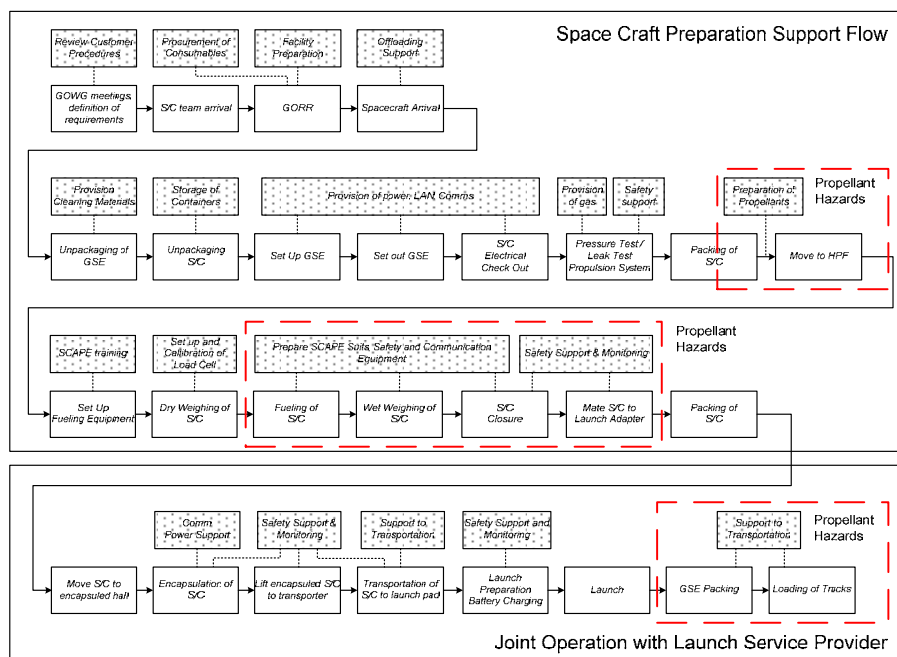 Space Craft Preparation Support Flow
Review Customer
Procedures
Procurement of
Consumables
Facility
Preparation
Offloading
Support
GOWG meetings,
definition of
requirements
S/C team arrival
GORR
Spacecraft Arrival
Provision
Cleaning Materials
Storage of
Containers
Provision of power, LAN, Comms
Provision
of gas
Safety
support
Preparation of
Propellants
Propellant
Hazards
Unpackaging of
GSE
Unpackaging
S/C
Set Up GSE
Set out GSE
S/C
Electrical
Check Out
Pressure Test /
Leak Test
Propulsion System
Packing of
S/C
Move to HPF
SCAPE training
Set up and
Calibration of
Load Cell
Prepare SCAPE Suits, Safety and Communication
Equipment
Safety Support & Monitoring
Propellant
Hazards
Set Up
Fueling Equipment
Dry Weighing of
S/C
Fueling of
S/C
Wet Weighing of
S/C
S/C
Closure
Mate S/C to
Launch Adapter
Packing of
S/C
Comm.
Power Support
Safety Support &
Monitoring
Support to
Transportation
Safety Support and
Monitoring
Support to
Transportation
Propellant
Hazards
Move S/C to
encapsuled hall
Encapsulation of
S/C
Lift encapsuled S/C
to transporter
Transportation of
S/C to launch pad
Launch
Preparation
Battery Charging
Launch
GSE Packing
Loading of Trucks
Joint Operation with Launch Service Provider